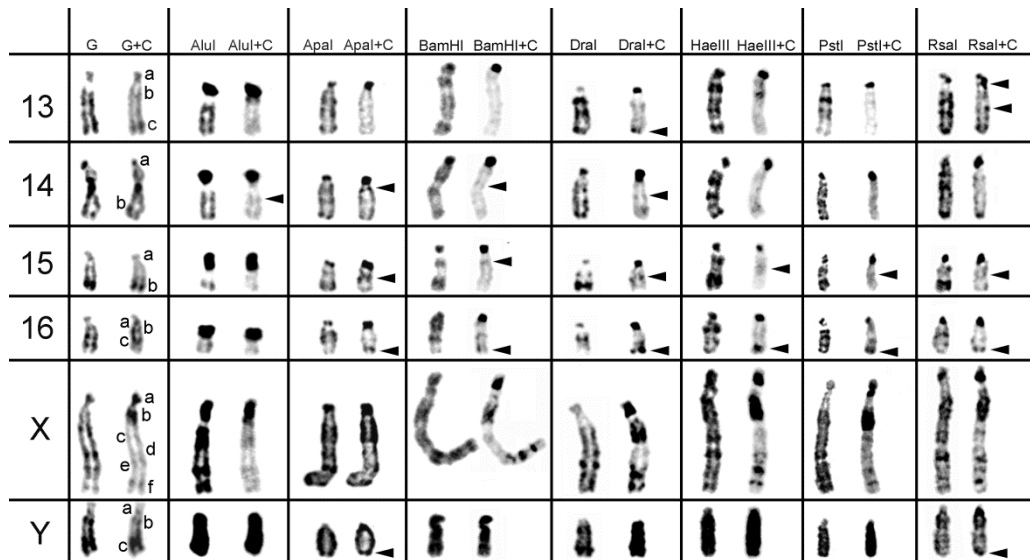 G G+C AluI AluI+C ApaI ApaI+C BamHI BamHI+C DraI DraI+C HaeIII HaeIII+C PstI PstI+C RsaI RsaI+C
13 a b c
14 a b
15 a b
16 a b c
X a b c d e f
Y a b c